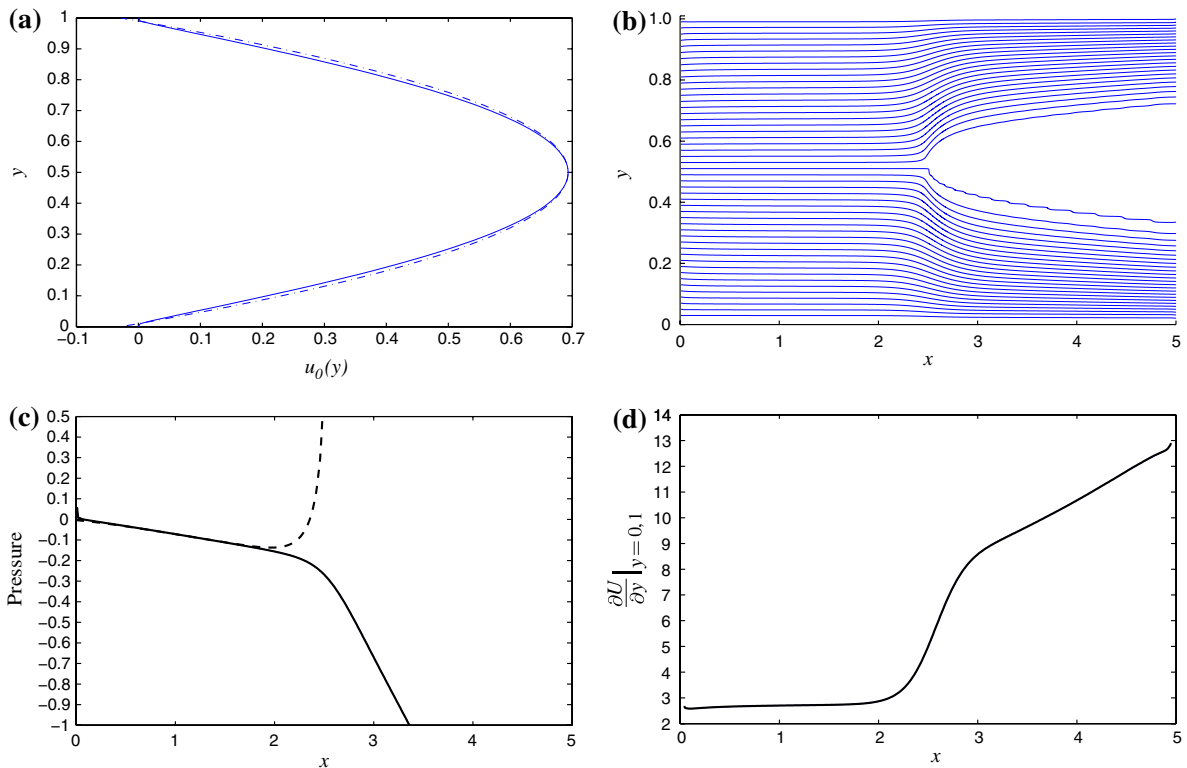 (a)
1
0.9
0.8
0.7
0.6
0.5
0.4
0.3
0.2
0.1
0
y
−0.1 0 0.1 0.2 0.3 0.4 0.5 0.6 0.7
u0(y)
(b)
1.0
0.8
0.6
0.4
0.2
0
y
0 1 2 3 4 5
x
(c)
0.5
0.4
0.3
0.2
0.1
0
−0.1
−0.2
−0.3
−0.4
−0.5
−0.6
−0.7
−0.8
−0.9
−1
Pressure
0 1 2 3 4 5
x
(d)
14
13
12
11
10
9
8
7
6
5
4
3
2
∂U/∂y|y=0,1
0 1 2 3 4 5
x